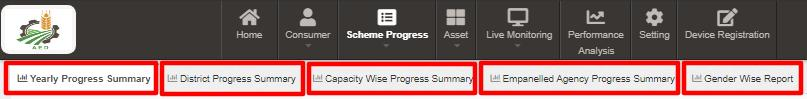 Home
Consumer
Scheme Progress
Asset
Live Monitoring
Performance
Analysis
Setting
Device Registration
AED
Yearly Progress Summary
District Progress Summary
Capacity Wise Progress Summary
Empanelled Agency Progress Summary
Gender Wise Report